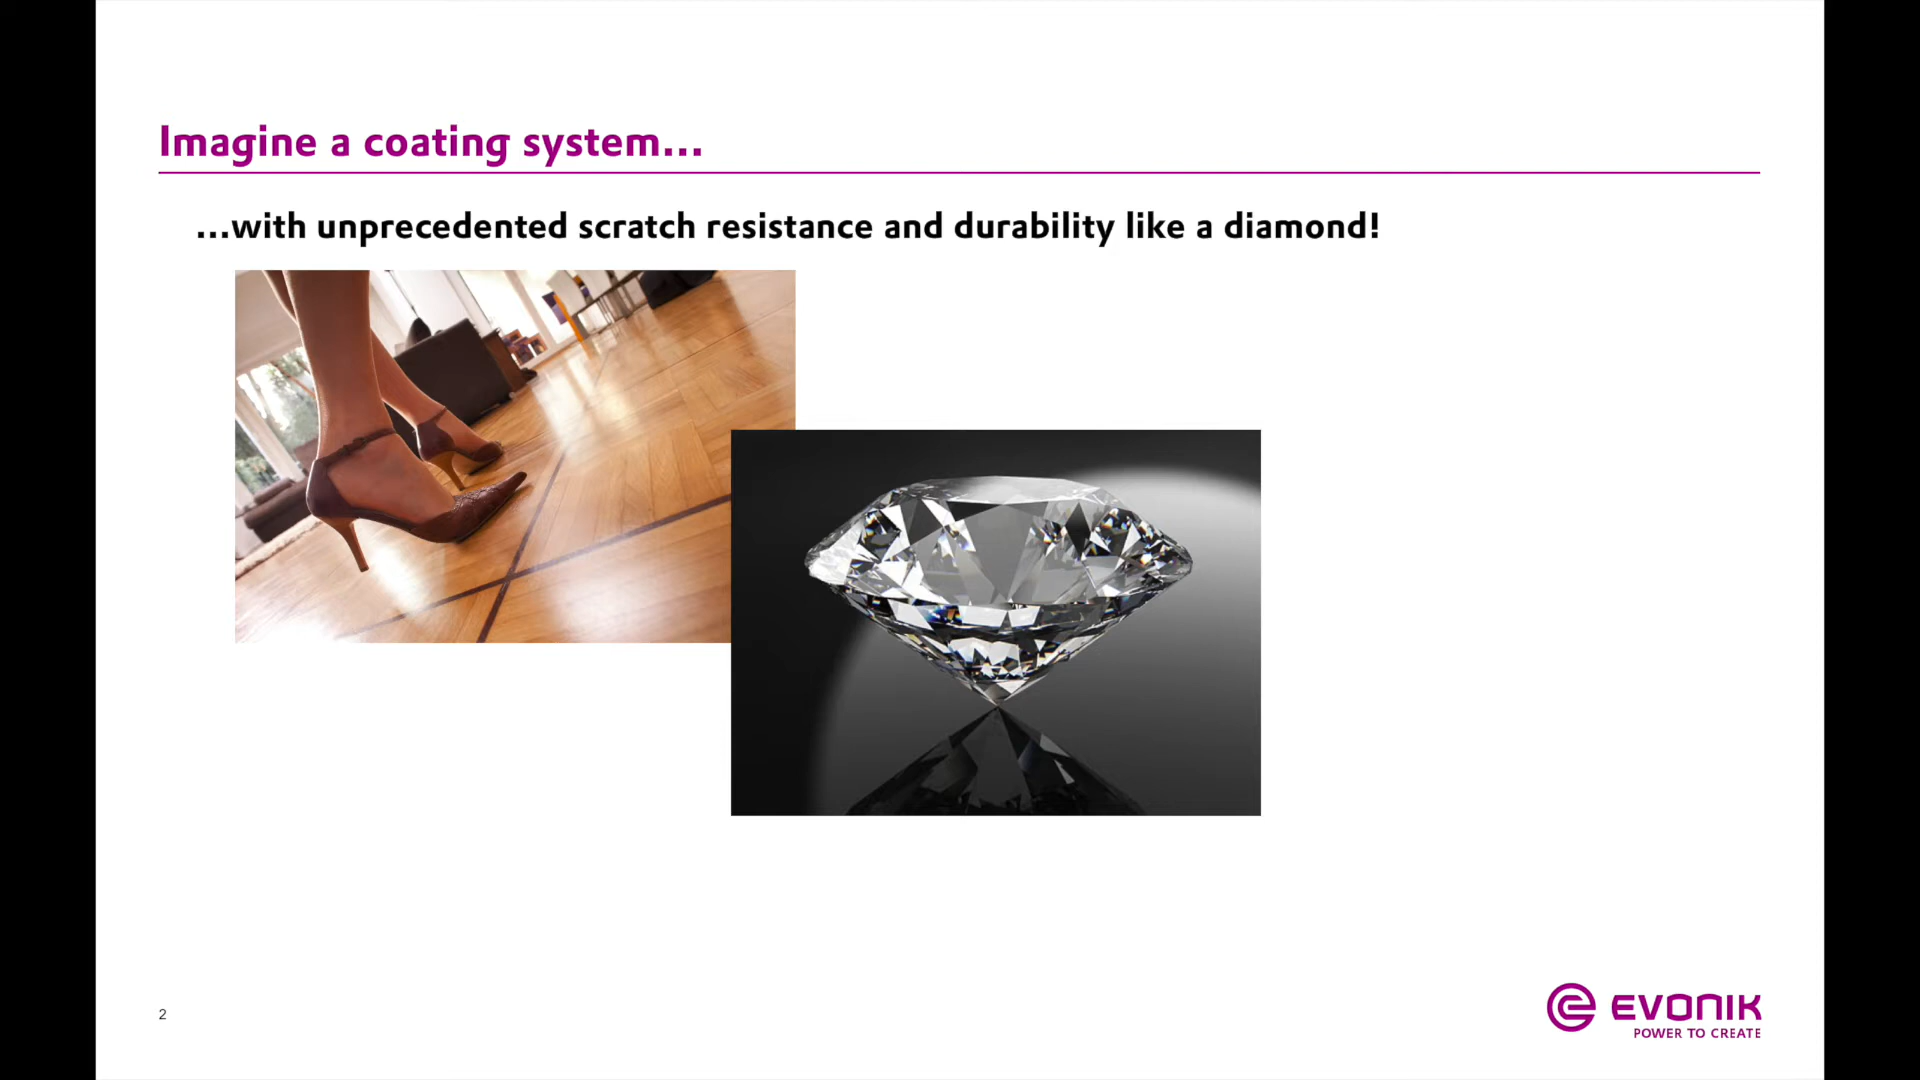 Imagine a coating system...
...with unprecedented scratch resistance and durability like a diamond!
2
EVONIK
POWER TO CREATE